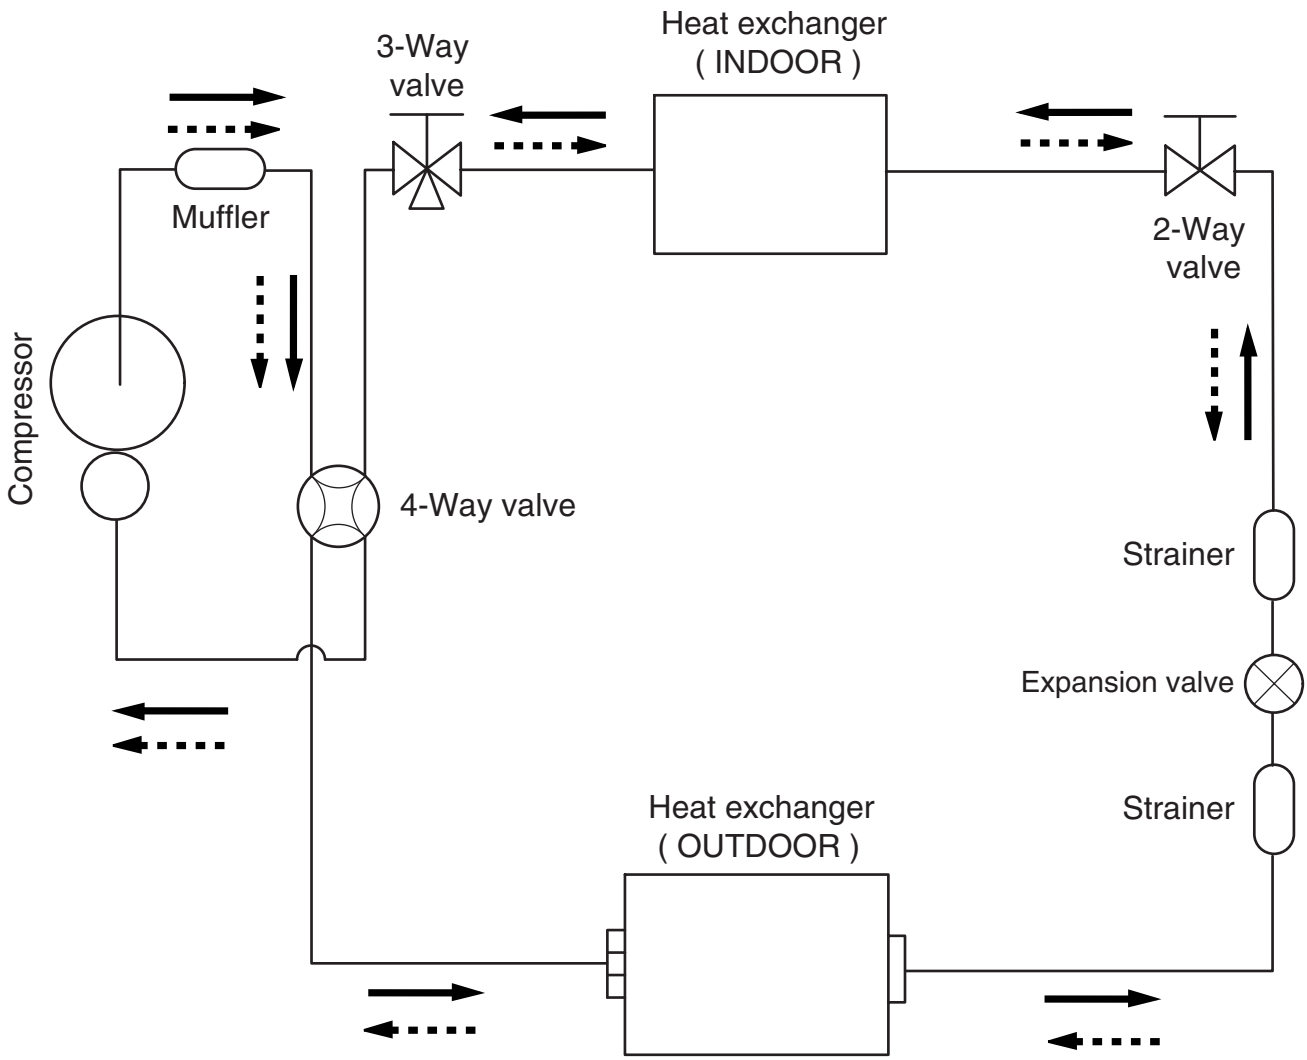 Heat exchanger
( INDOOR )
3-Way
valve
Muffler
2-Way
valve
Compressor
4-Way valve
Strainer
Expansion valve
Strainer
Heat exchanger
( OUTDOOR )